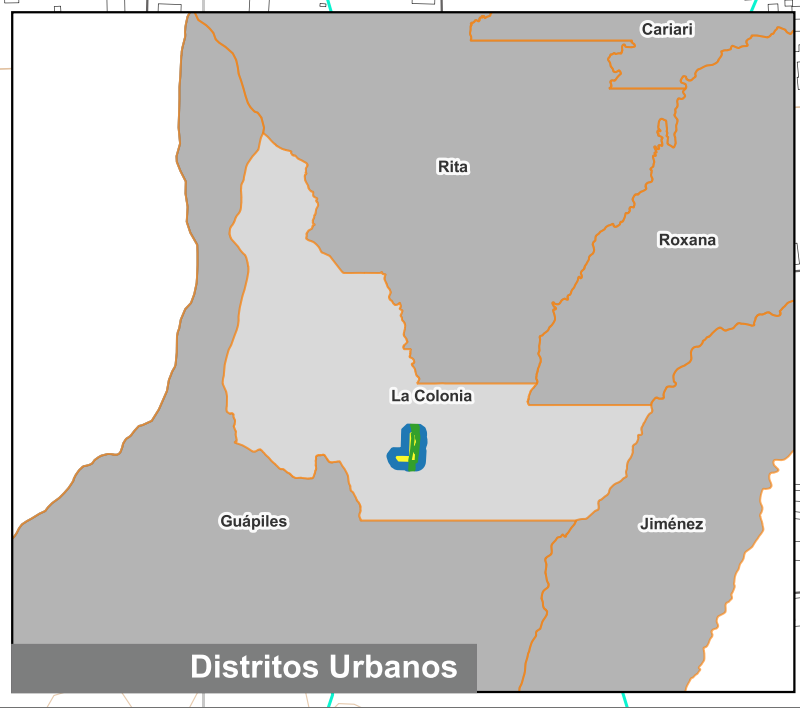 Cariari
Rita
Roxana
La Colonia
Guápiles
Jiménez
Distritos Urbanos